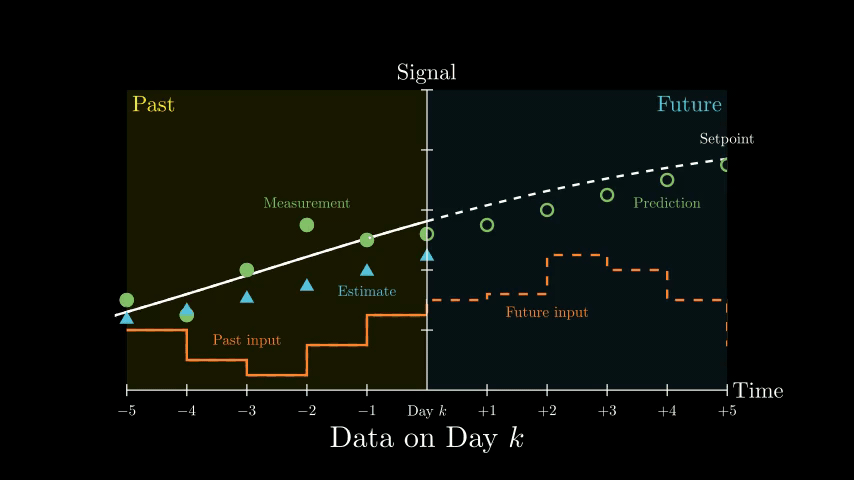 Signal
Past
Future
Setpoint
Measurement
Prediction
Estimate
Future input
Past input
Time
−5 −4 −3 −2 −1 Day k +1 +2 +3 +4 +5
Data on Day k